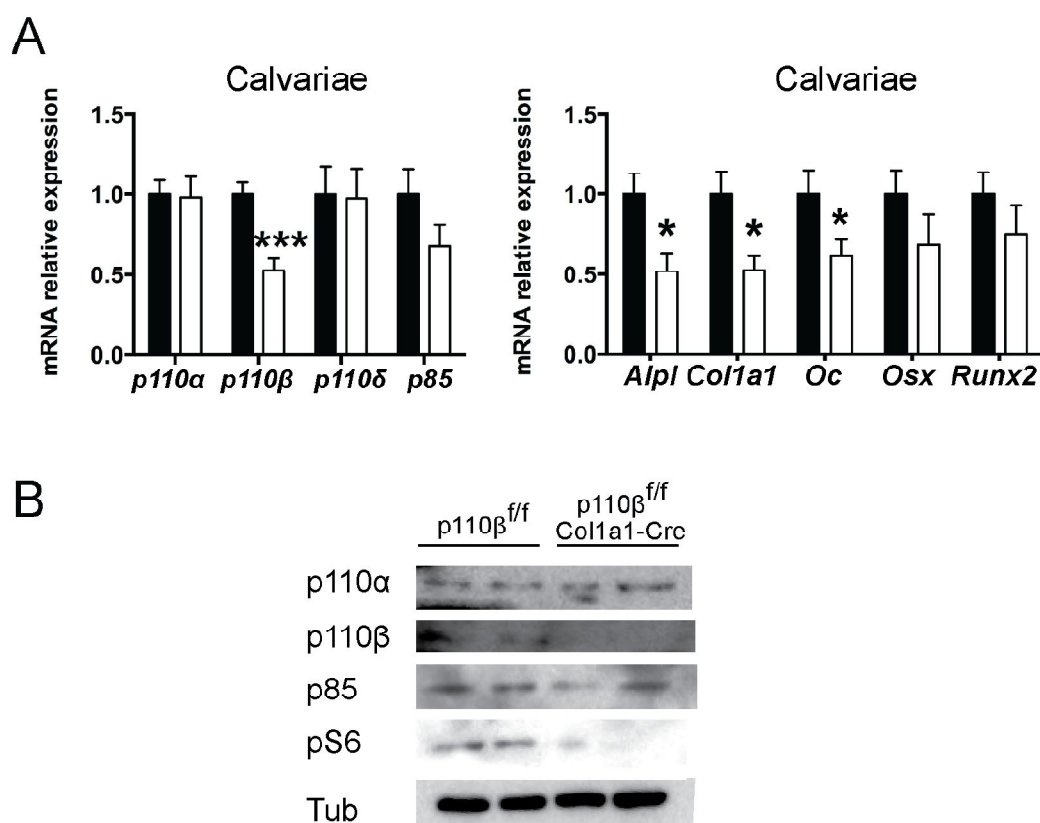 A
Calvariae
mRNA relative expression
1.5
1.0
0.5
0.0
***
p110α p110β p110δ p85
Calvariae
mRNA relative expression
1.5
1.0
0.5
0.0
* * *
Alpl Col1a1 Oc Osx Runx2
B
p110β^f/f
p110β^f/f
Col1a1-Cre
p110α
p110β
p85
pS6
Tub